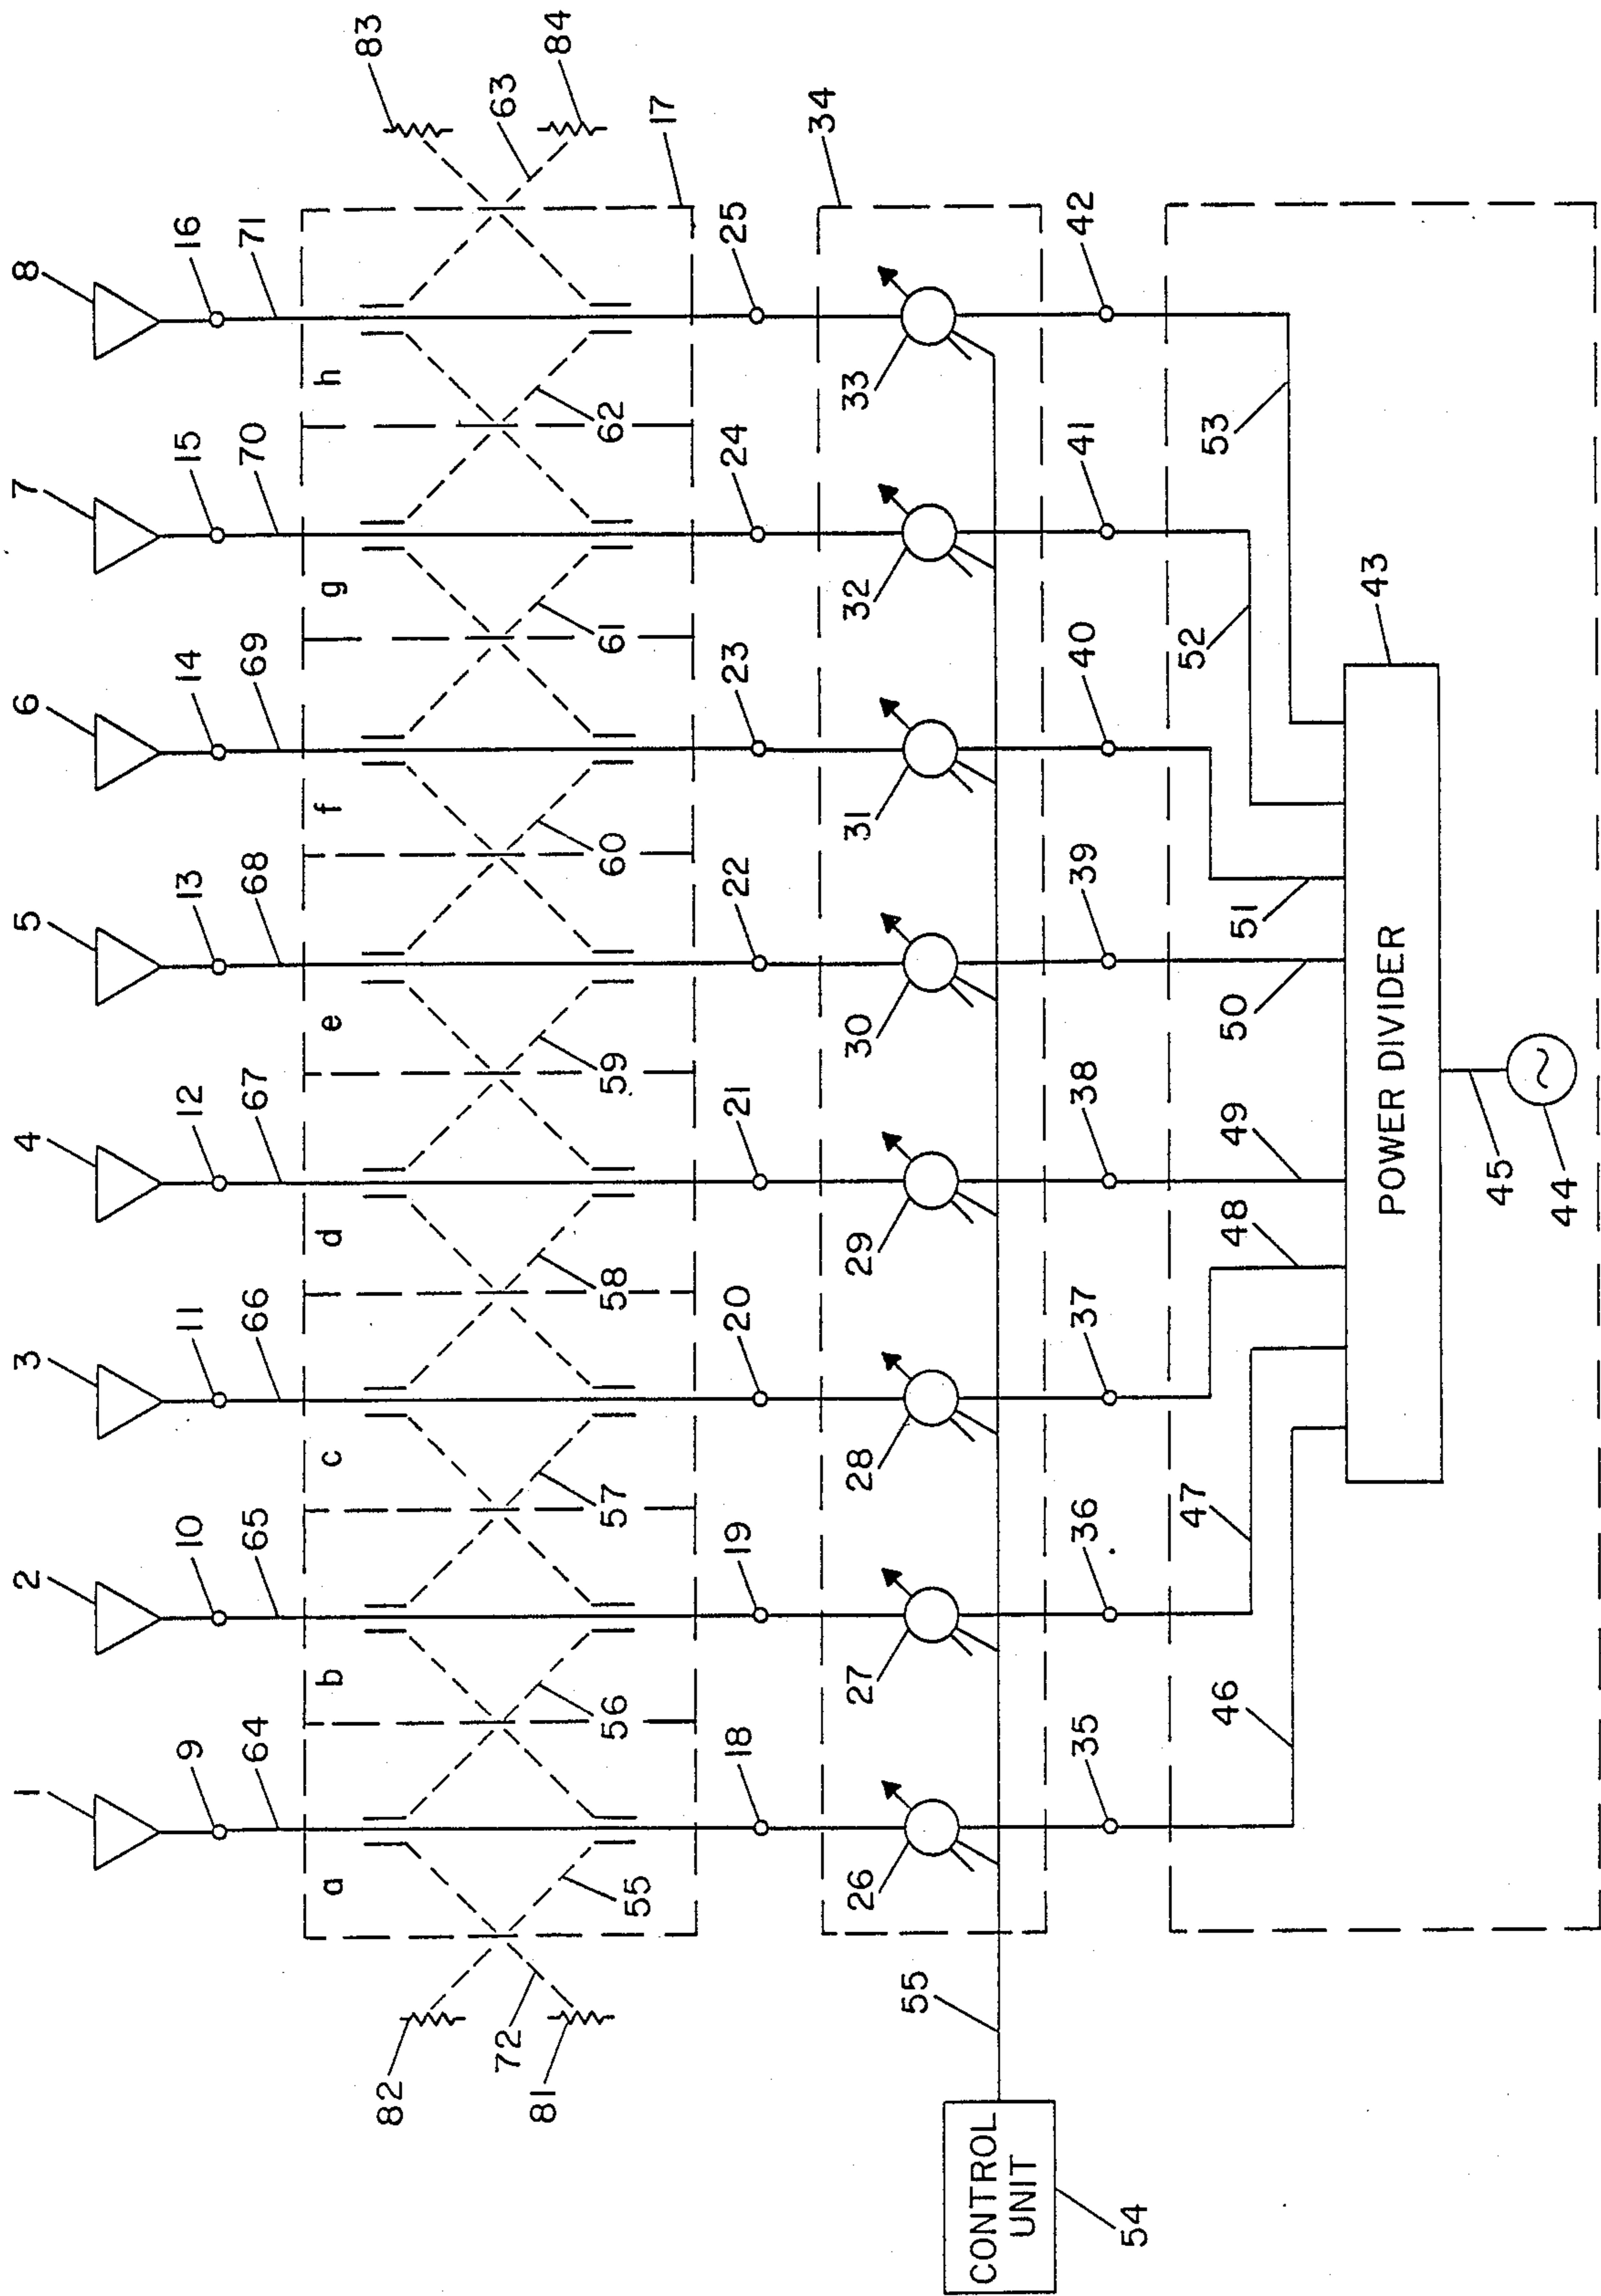 1 2 3 4 5 6 7 8
9 10 11 12 13 14 15 16
64 65 66 67 68 69 70 71
83
84
63
17
a b c d e f g h
82
72
81
55 56 57 58 59 60 61 62
18 19 20 21 22 23 24 25
34
26 27 28 29 30 31 32 33
55
CONTROL
UNIT
54
35 36 37 38 39 40 41 42
46 47 48 49 50 51 52 53
43
POWER DIVIDER
45
44